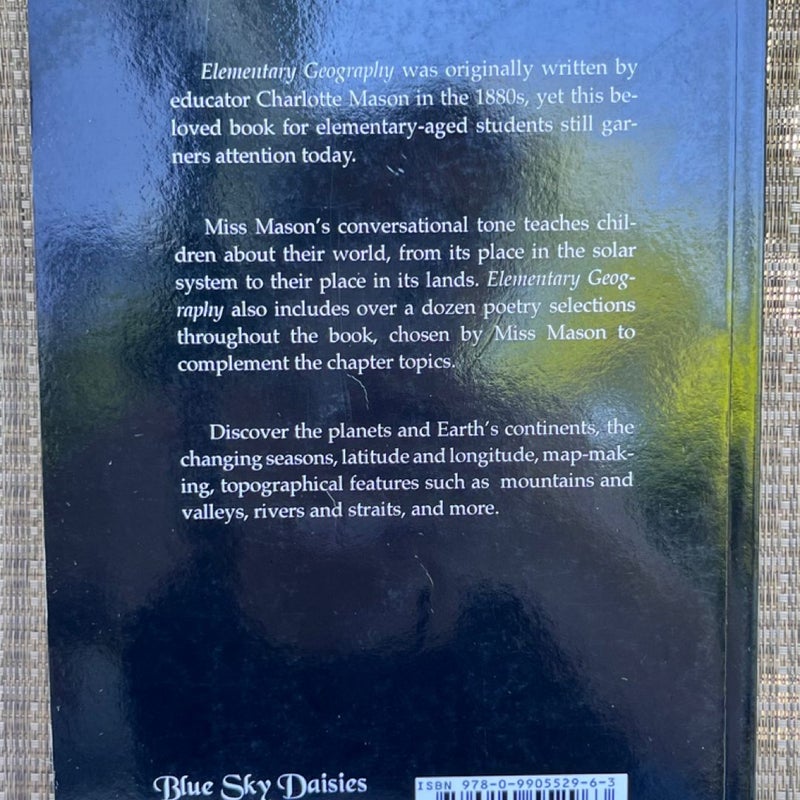 Elementary Geography was originally written by
educator Charlotte Mason in the 1880s, yet this be-
loved book for elementary-aged students still gar-
ners attention today.
Miss Mason's conversational tone teaches chil-
dren about their world, from its place in the solar
system to their place in its lands. Elementary Geog-
raphy also includes over a dozen poetry selections
throughout the book, chosen by Miss Mason to
complement the chapter topics.
Discover the planets and Earth's continents, the
changing seasons, latitude and longitude, map-mak-
ing, topographical features such as mountains and
valleys, rivers and straits, and more.
Blue Sky Daisies
ISBN 978-0-9905529-6-3